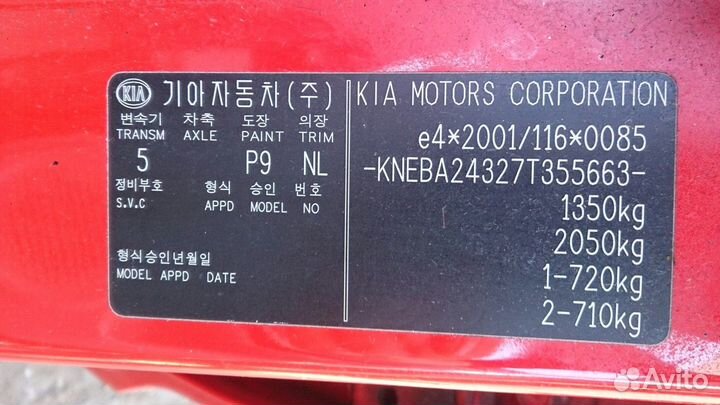 KIA 기아자동차(주)
변속기 차축 도장 의장
TRANSM AXLE PAINT TRIM
5 P9 NL
정비부호 형식 승인 번호
S.V.C APPD MODEL NO
형식승인년월일
MODEL APPD DATE
KIA MOTORS CORPORATION
e4*2001/116*0085
-KNEBA24327T355663-
1350kg
2050kg
1-720kg
2-710kg
Avito